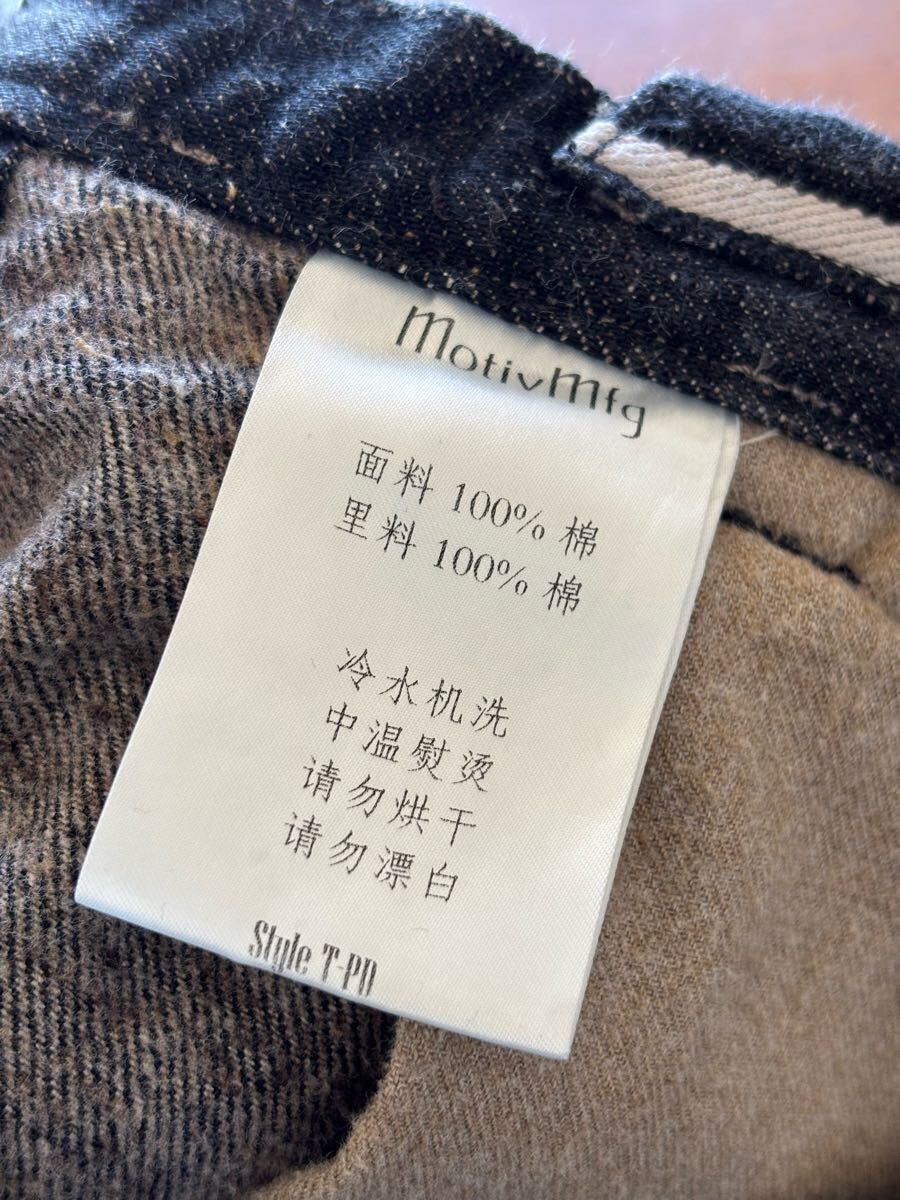 MotivMfg
面料 100% 棉
里料 100% 棉
冷水机洗
中温熨烫
请勿烘干
请勿漂白
Style T-PD